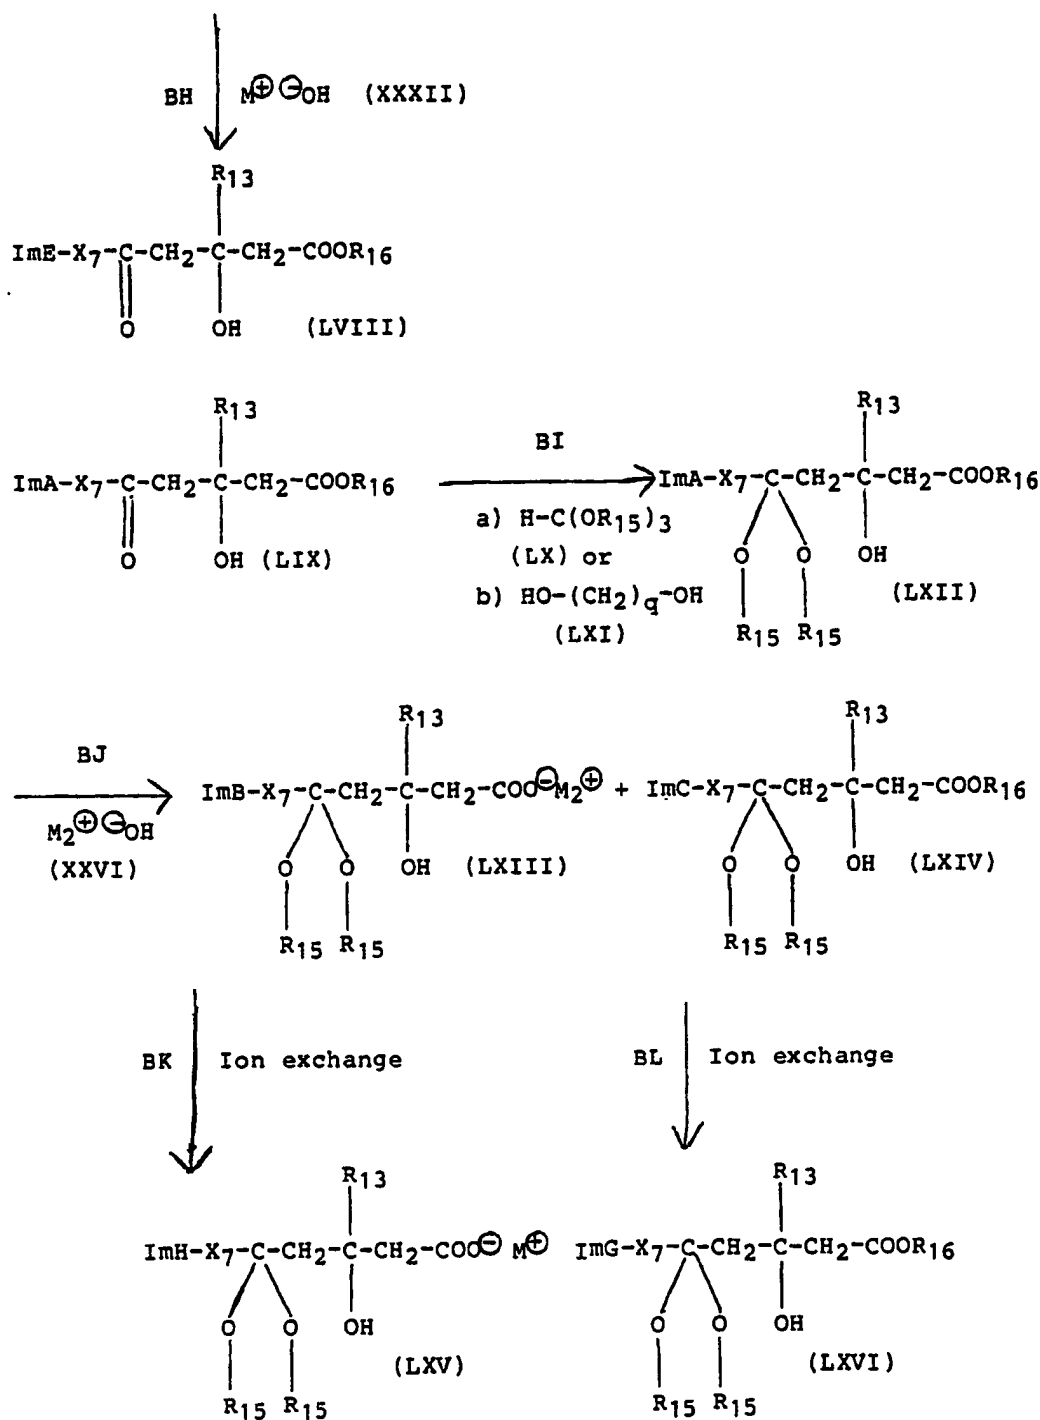 BH M⊕ ⊖OH (XXXII)
R13
ImE-X7-C-CH2-C-CH2-COOR16
O OH (LVIII)
R13 R13
BI
ImA-X7-C-CH2-C-CH2-COOR16 ImA-X7-C-CH2-C-CH2-COOR16
a) H-C(OR15)3
O OH (LIX) (LX) or O O OH
b) HO-(CH2)q-OH (LXII)
(LXI)
R15 R15
R13 R13
BJ
ImB-X7-C-CH2-C-CH2-COO⊖M2⊕ + ImC-X7-C-CH2-C-CH2-COOR16
M2⊕ ⊖OH
(XXVI) O O OH (LXIII) O O OH (LXIV)
R15 R15 R15 R15
BK Ion exchange BL Ion exchange
R13 R13
ImH-X7-C-CH2-C-CH2-COO⊖ M⊕ ImG-X7-C-CH2-C-CH2-COOR16
O O OH O O OH
(LXV) (LXVI)
R15 R15 R15 R15